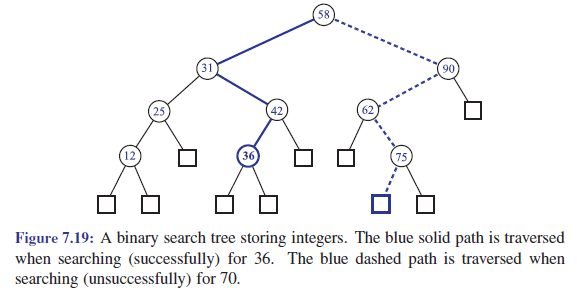 58
31 90
25 42 62
12 36 75
Figure 7.19: A binary search tree storing integers. The blue solid path is traversed
when searching (successfully) for 36. The blue dashed path is traversed when
searching (unsuccessfully) for 70.